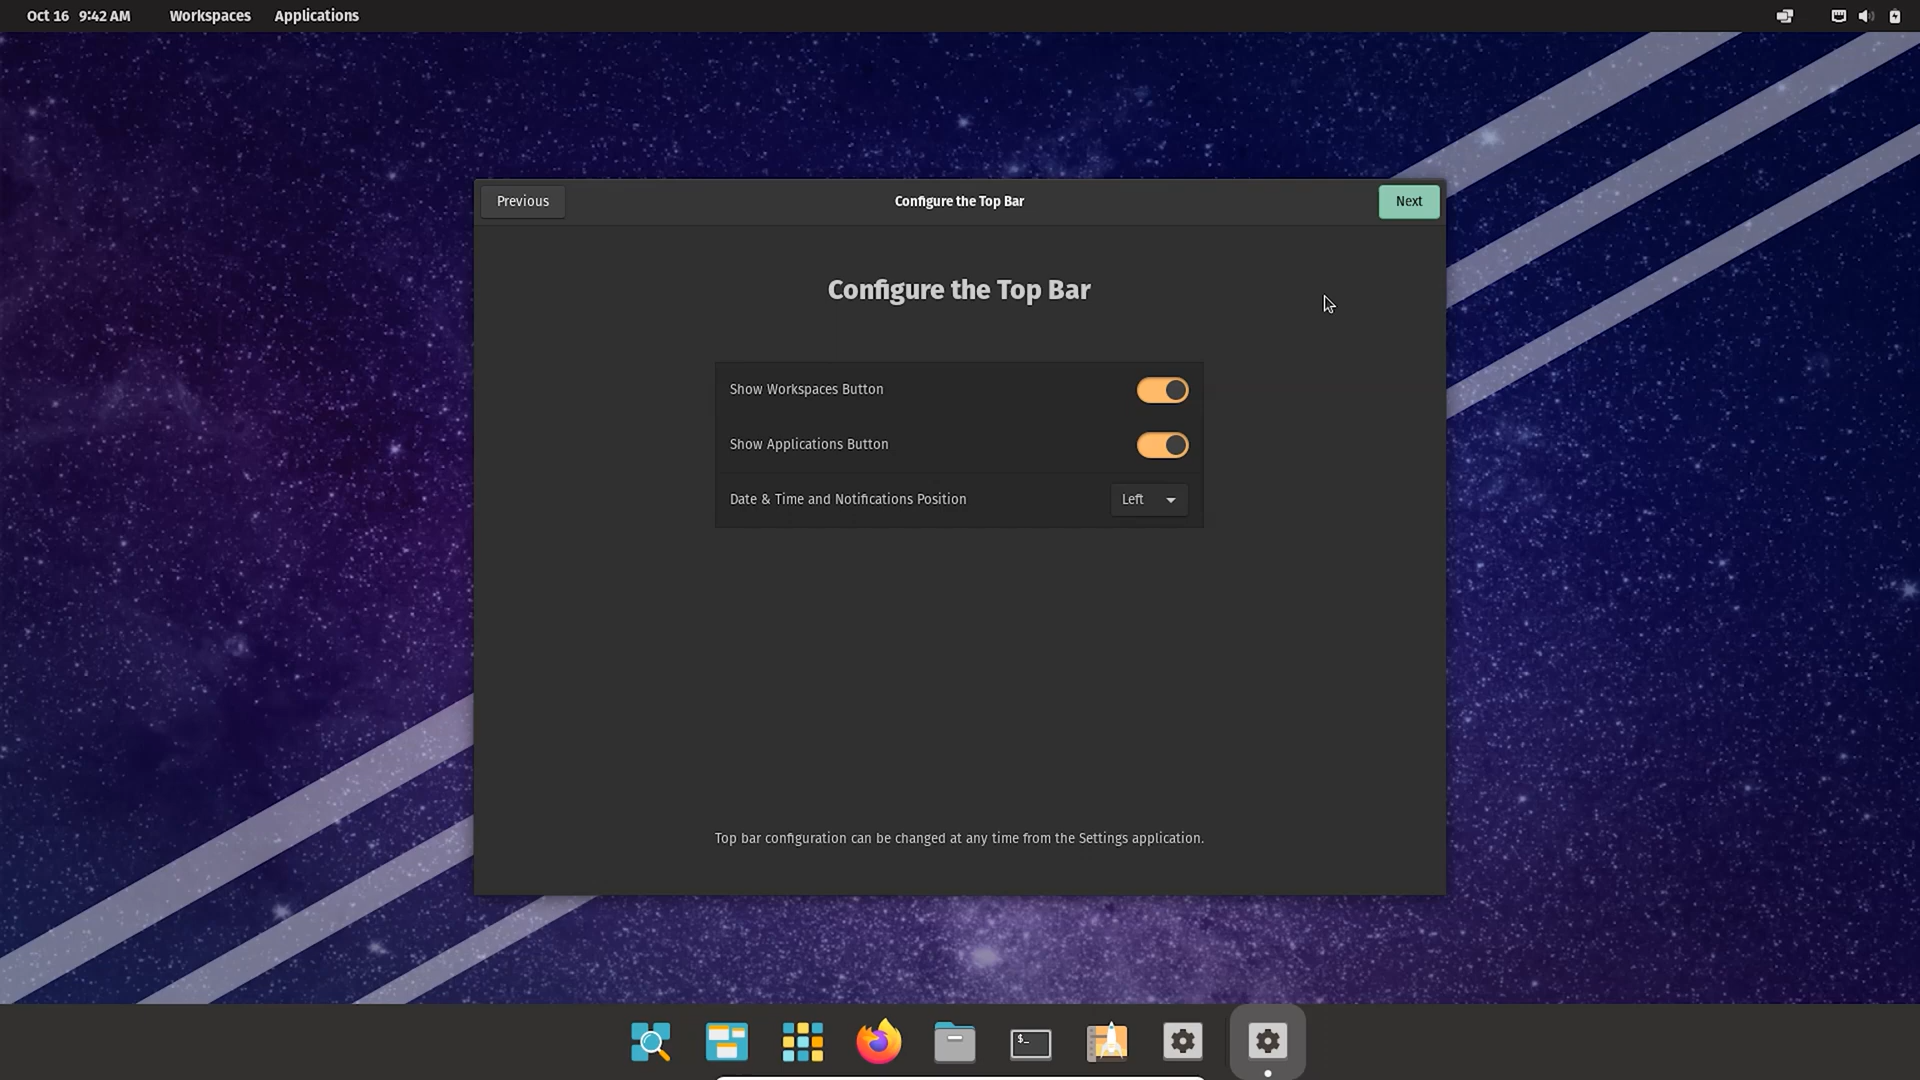 Oct 16 9:42 AM Workspaces Applications
Previous Configure the Top Bar Next
Configure the Top Bar
Show Workspaces Button
Show Applications Button
Date & Time and Notifications Position Left
Top bar configuration can be changed at any time from the Settings application.
$_